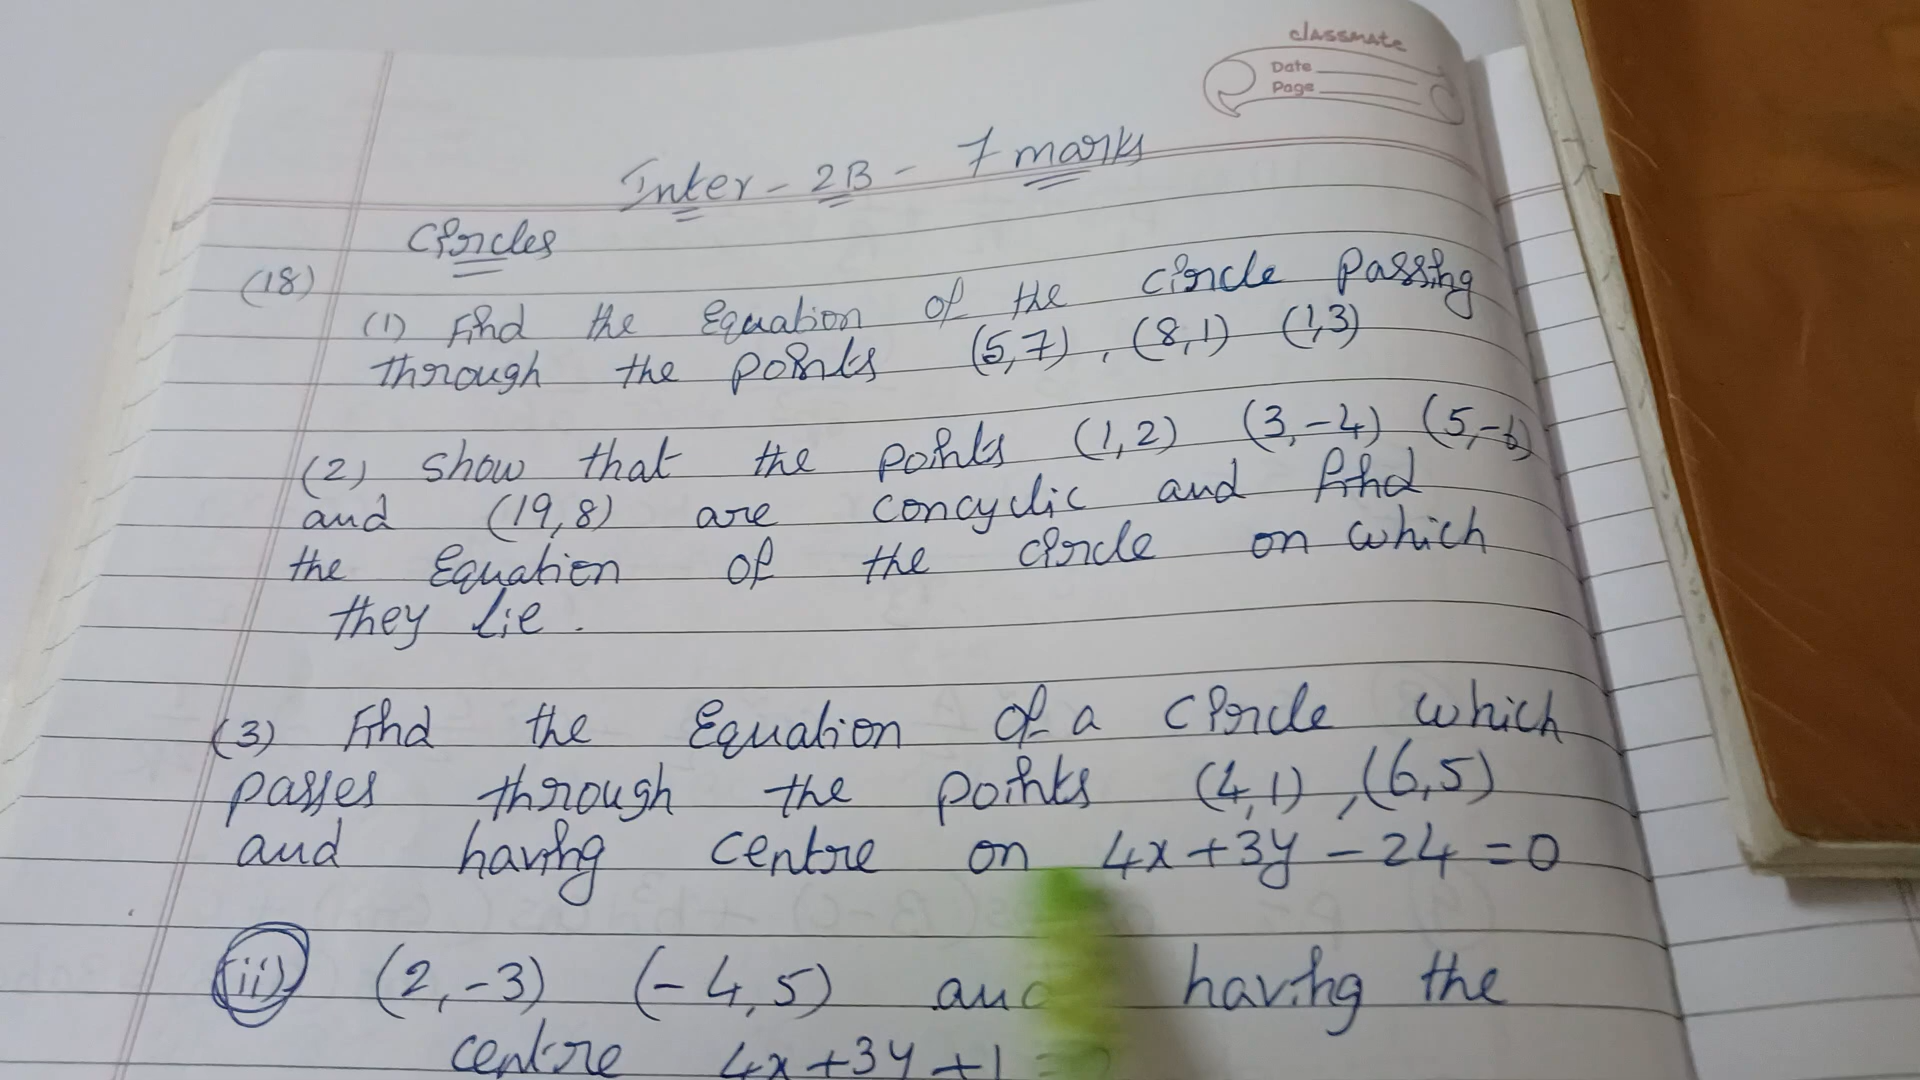 classmate
Date
Page
Inter - 2B - 7 marks
Circles
(18)
(1) Find the Equation of the circle passing
through the points (5,7), (8,1) (1,3)
(2) show that the points (1,2) (3,-4) (5,-6)
and (19,8) are concyclic and find
the Equation of the circle on which
they lie.
(3) Find the Equation of a circle which
passes through the points (4,1), (6,5)
and having centre on 4x+3y-24=0
(ii) (2,-3) (-4,5) and having the
centre 4x+3y+1=